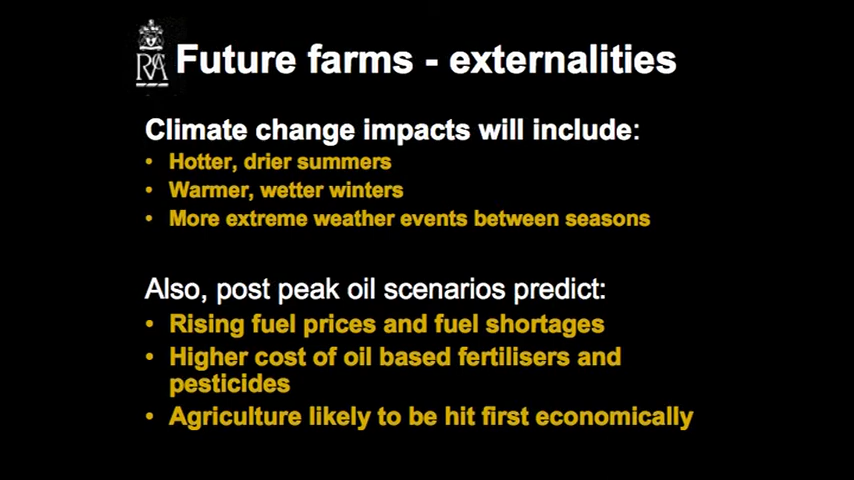 RA
Future farms - externalities
Climate change impacts will include:
• Hotter, drier summers
• Warmer, wetter winters
• More extreme weather events between seasons
Also, post peak oil scenarios predict:
• Rising fuel prices and fuel shortages
• Higher cost of oil based fertilisers and
pesticides
• Agriculture likely to be hit first economically